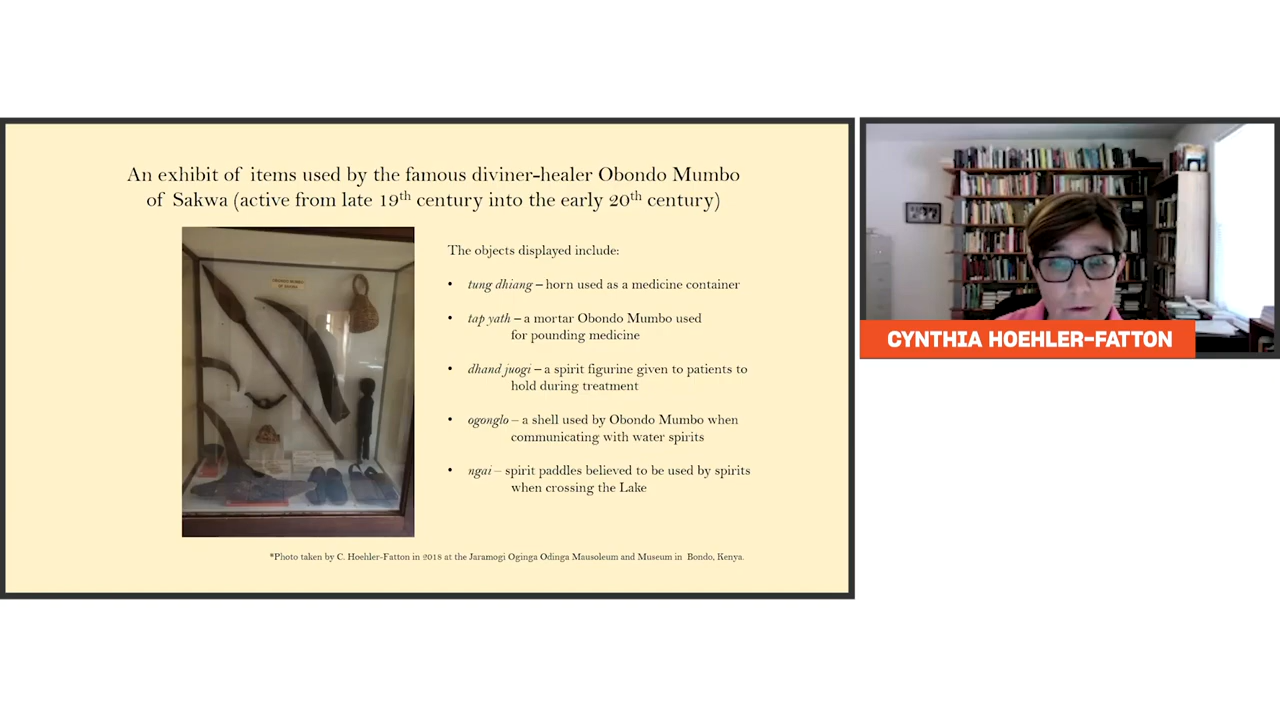 An exhibit of items used by the famous diviner-healer Obondo Mumbo
of Sakwa (active from late 19th century into the early 20th century)
The objects displayed include:
• tung dhiang – horn used as a medicine container
• tap yath – a mortar Obondo Mumbo used
for pounding medicine
• dhand juogi – a spirit figurine given to patients to
hold during treatment
• ogonglo – a shell used by Obondo Mumbo when
communicating with water spirits
• ngai – spirit paddles believed to be used by spirits
when crossing the Lake
*Photo taken by C. Hoehler-Fatton in 2018 at the Jaramogi Oginga Odinga Mausoleum and Museum in Bondo, Kenya.
CYNTHIA HOEHLER-FATTON